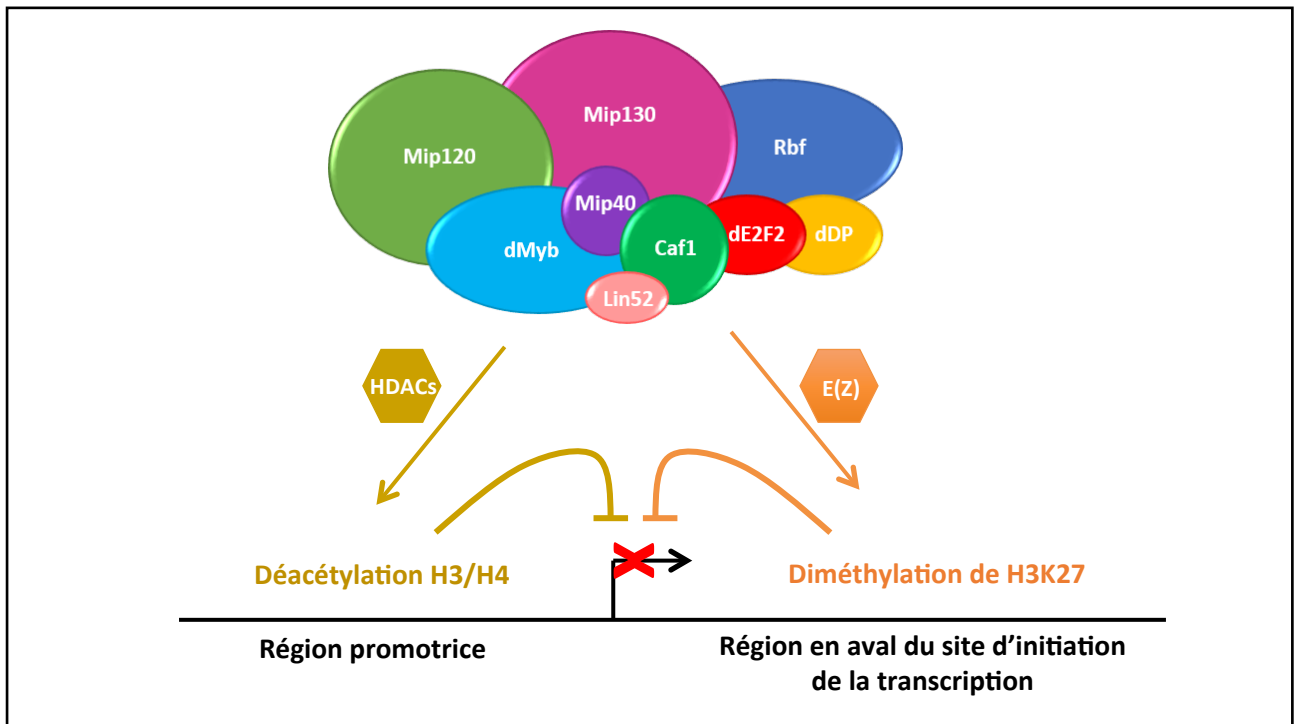 Mip130
Mip120
Rbf
Mip40
dMyb
Caf1
dE2F2
dDP
Lin52
HDACs
E(Z)
Déacétylation H3/H4
Diméthylation de H3K27
Région promotrice
Région en aval du site d’initiation
de la transcription